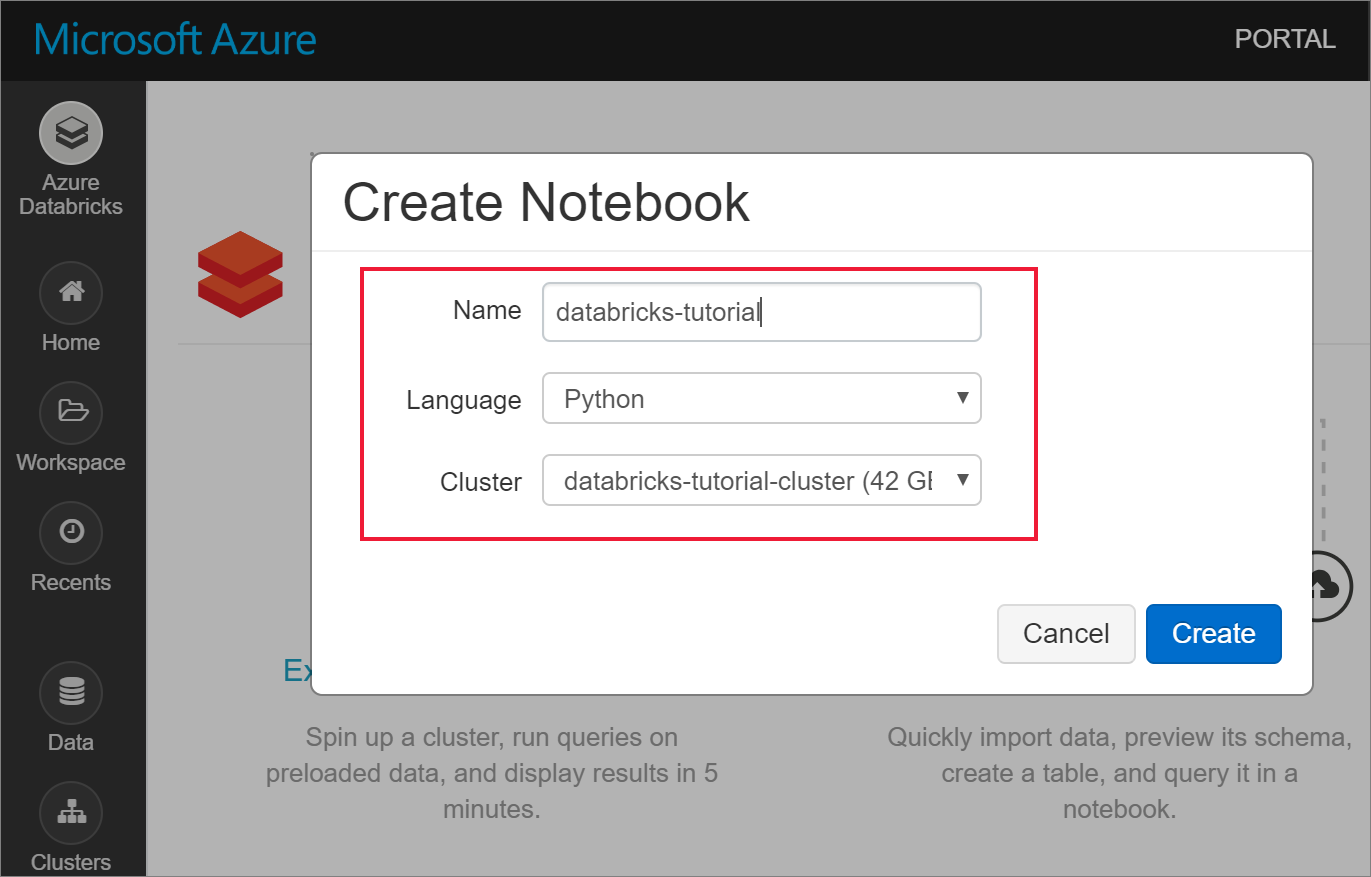 Microsoft Azure
PORTAL
Azure
Databricks
Home
Workspace
Recents
Data
Clusters
Create Notebook
Name
databricks-tutorial
Language
Python
Cluster
databricks-tutorial-cluster (42 GB
Cancel
Create
Ex
Spin up a cluster, run queries on
preloaded data, and display results in 5
minutes.
Quickly import data, preview its schema,
create a table, and query it in a
notebook.